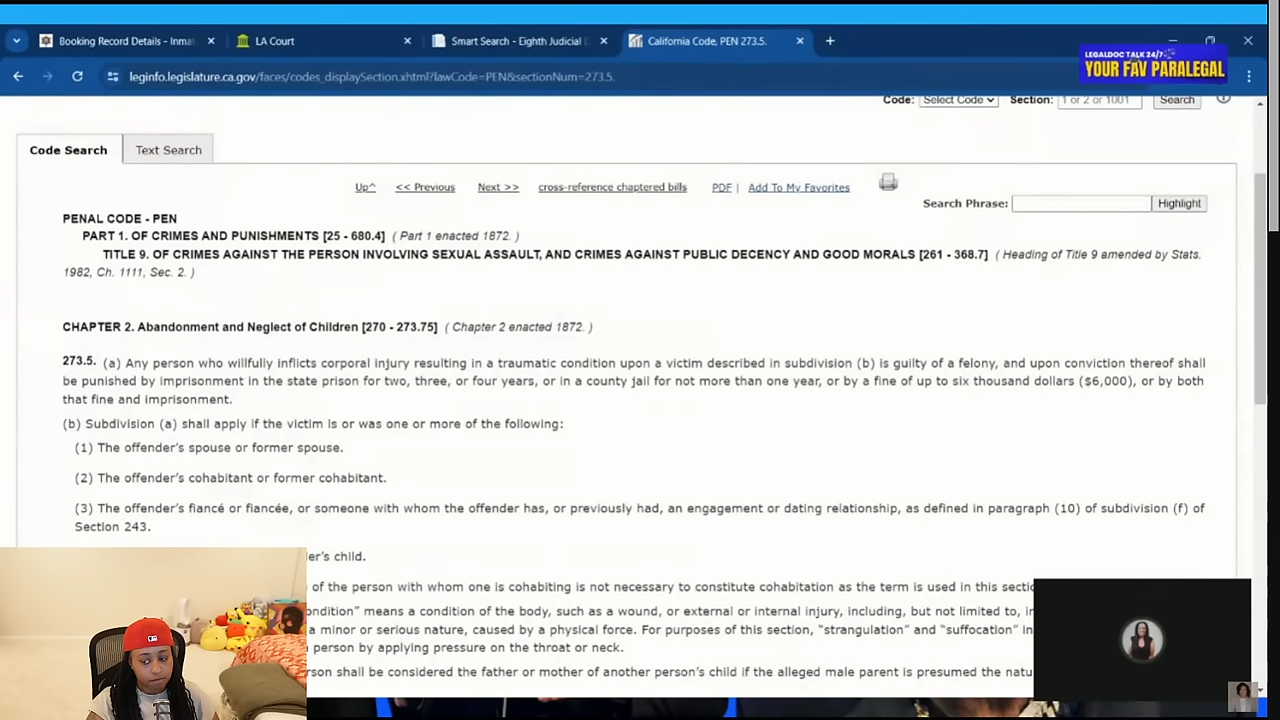 Booking Record Details - Inma
LA Court
Smart Search - Eighth Judicial
California Code, PEN 273.5.
leginfo.legislature.ca.gov/faces/codes_displaySection.xhtml?lawCode=PEN&sectionNum=273.5.
LEGALDOC TALK 24/7
YOUR FAV PARALEGAL
Code: Select Code Section: 1 or 2 or 1001 Search
Code Search Text Search
Up^ << Previous Next >> cross-reference chaptered bills PDF | Add To My Favorites
Search Phrase: Highlight
PENAL CODE - PEN
PART 1. OF CRIMES AND PUNISHMENTS [25 - 680.4] ( Part 1 enacted 1872. )
TITLE 9. OF CRIMES AGAINST THE PERSON INVOLVING SEXUAL ASSAULT, AND CRIMES AGAINST PUBLIC DECENCY AND GOOD MORALS [261 - 368.7] ( Heading of Title 9 amended by Stats.
1982, Ch. 1111, Sec. 2. )
CHAPTER 2. Abandonment and Neglect of Children [270 - 273.75] ( Chapter 2 enacted 1872. )
273.5. (a) Any person who willfully inflicts corporal injury resulting in a traumatic condition upon a victim described in subdivision (b) is guilty of a felony, and upon conviction thereof shall
be punished by imprisonment in the state prison for two, three, or four years, or in a county jail for not more than one year, or by a fine of up to six thousand dollars ($6,000), or by both
that fine and imprisonment.
(b) Subdivision (a) shall apply if the victim is or was one or more of the following:
(1) The offender's spouse or former spouse.
(2) The offender's cohabitant or former cohabitant.
(3) The offender's fiancé or fiancée, or someone with whom the offender has, or previously had, an engagement or dating relationship, as defined in paragraph (10) of subdivision (f) of
Section 243.
er's child.
of the person with whom one is cohabiting is not necessary to constitute cohabitation as the term is used in this secti
ondition" means a condition of the body, such as a wound, or external or internal injury, including, but not limited to, in
a minor or serious nature, caused by a physical force. For purposes of this section, "strangulation" and "suffocation" in
person by applying pressure on the throat or neck.
rson shall be considered the father or mother of another person's child if the alleged male parent is presumed the natu